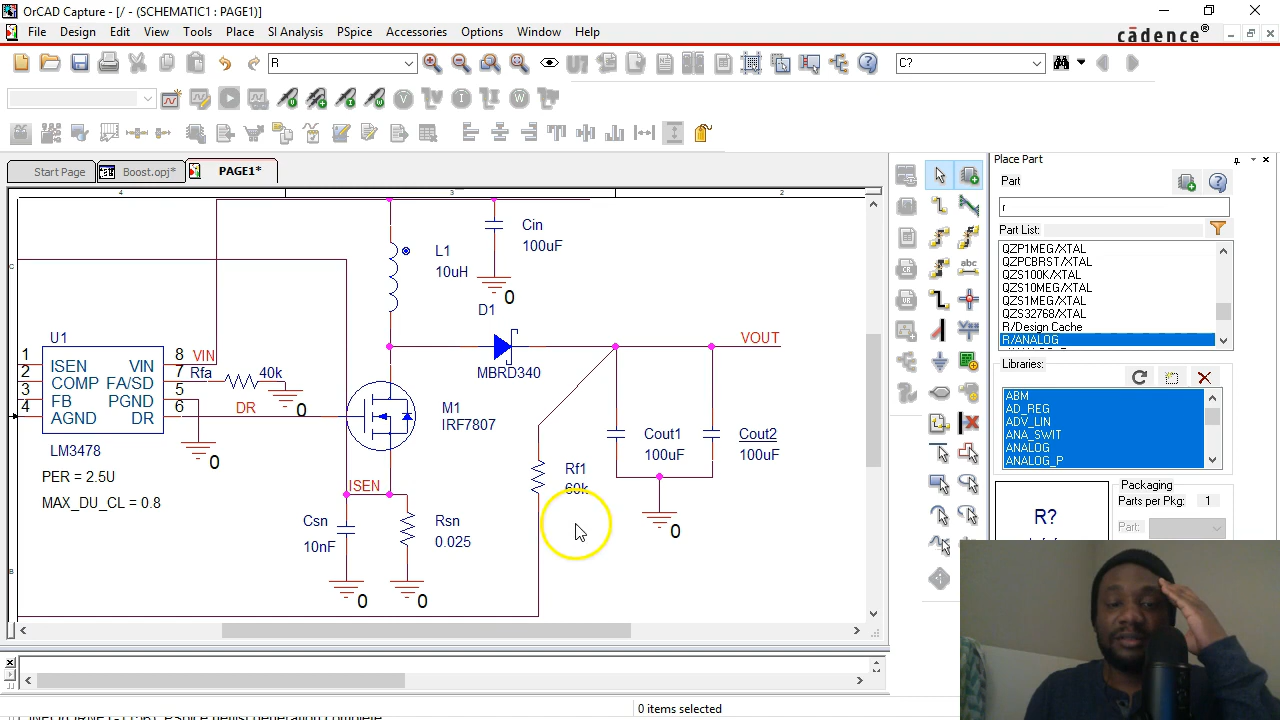 OrCAD Capture - [/ - (SCHEMATIC1 : PAGE1)]
File Design Edit View Tools Place SI Analysis PSpice Accessories Options Window Help
cādence®
R
C?
Start Page
Boost.opj*
PAGE1*
4 3 2
C
B
Cin
100uF
0
L1
10uH
D1
MBRD340
VOUT
U1
1 ISEN VIN 8 VIN
2 COMP FA/SD 7 Rfa 40k
3 FB PGND 5
4 AGND DR 6 DR
0
0
LM3478
PER = 2.5U
MAX_DU_CL = 0.8
M1
IRF7807
ISEN
Csn
10nF
0
Rsn
0.025
0
Rf1
60k
Cout1
100uF
Cout2
100uF
0
0 items selected
Place Part
Part
r
Part List:
QZP1MEG/XTAL
QZPCBRST/XTAL
QZS100K/XTAL
QZS10MEG/XTAL
QZS1MEG/XTAL
QZS32768/XTAL
R/Design Cache
R/ANALOG
Libraries:
ABM
AD_REG
ADV_LIN
ANA_SWIT
ANALOG
ANALOG_P
Packaging
Parts per Pkg: 1
Part:
R?
abc